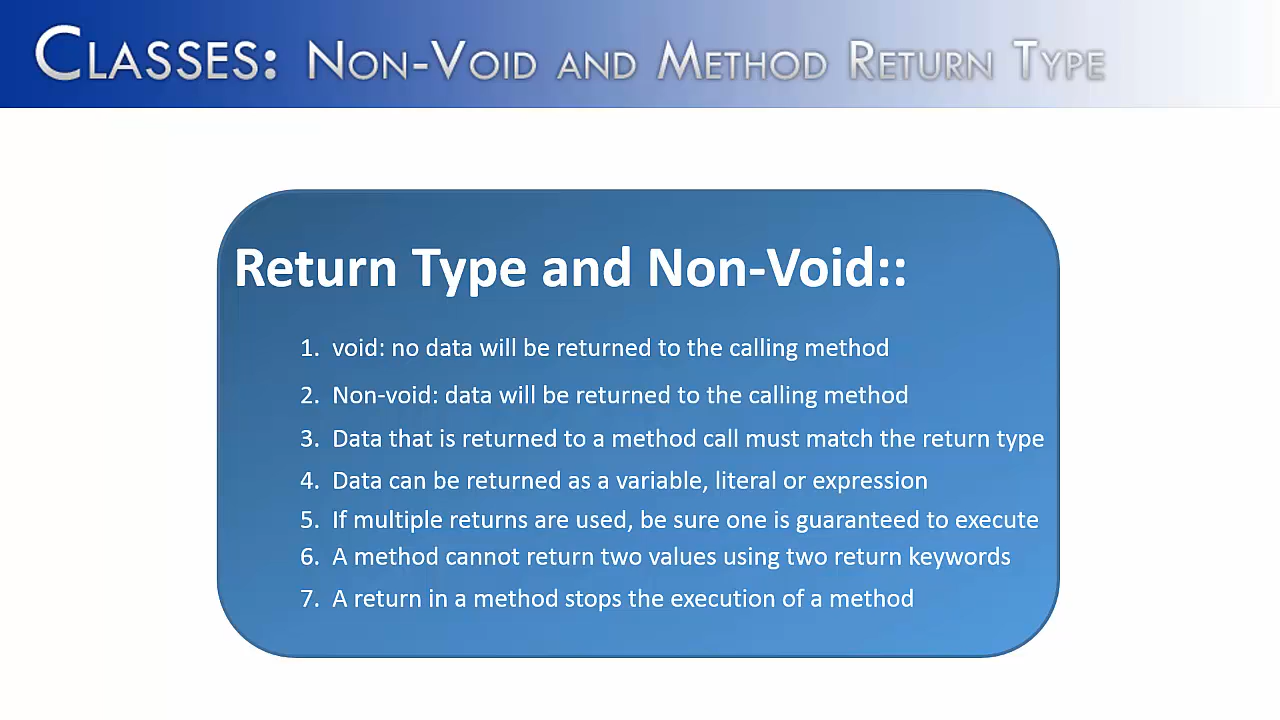 CLASSES: NON-VOID AND METHOD RETURN TYPE
Return Type and Non-Void::
1. void: no data will be returned to the calling method
2. Non-void: data will be returned to the calling method
3. Data that is returned to a method call must match the return type
4. Data can be returned as a variable, literal or expression
5. If multiple returns are used, be sure one is guaranteed to execute
6. A method cannot return two values using two return keywords
7. A return in a method stops the execution of a method